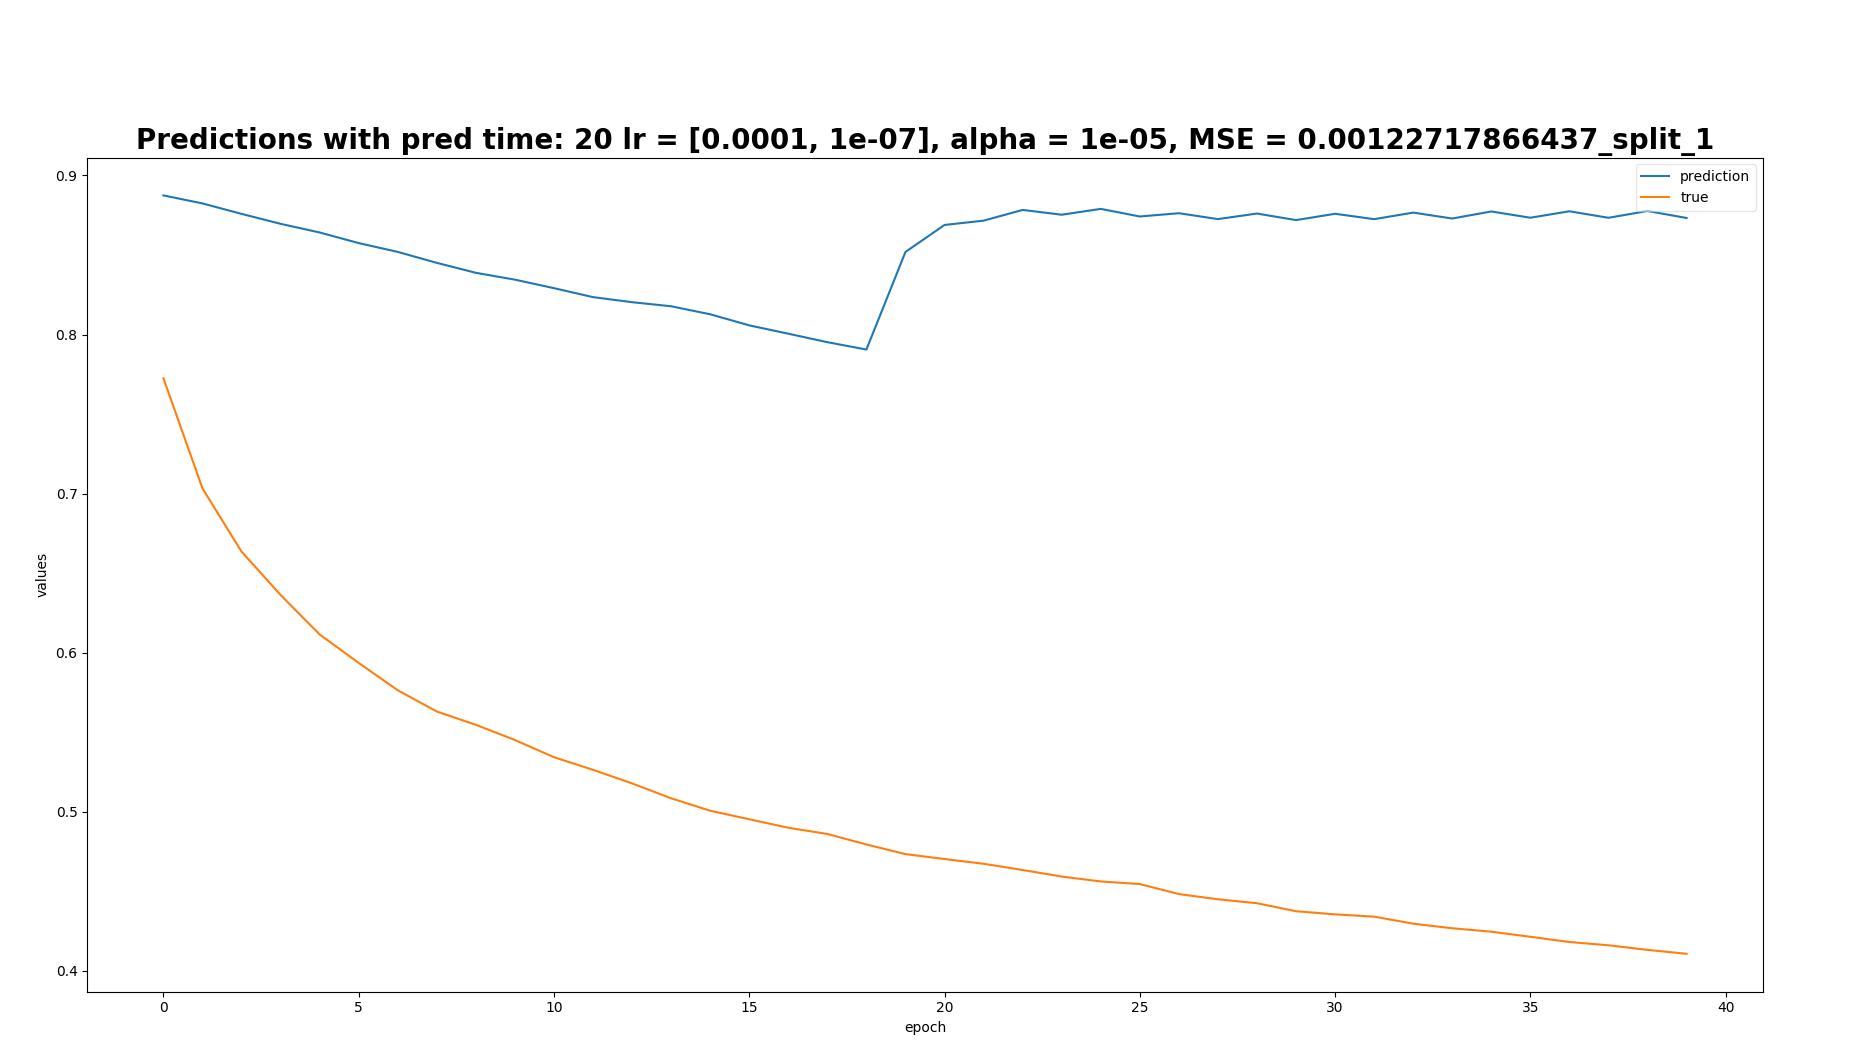 Predictions with pred time: 20 lr = [0.0001, 1e-07], alpha = 1e-05, MSE = 0.00122717866437_split_1
prediction
true
0.9
0.8
0.7
0.6
0.5
0.4
values
0 5 10 15 20 25 30 35 40
epoch